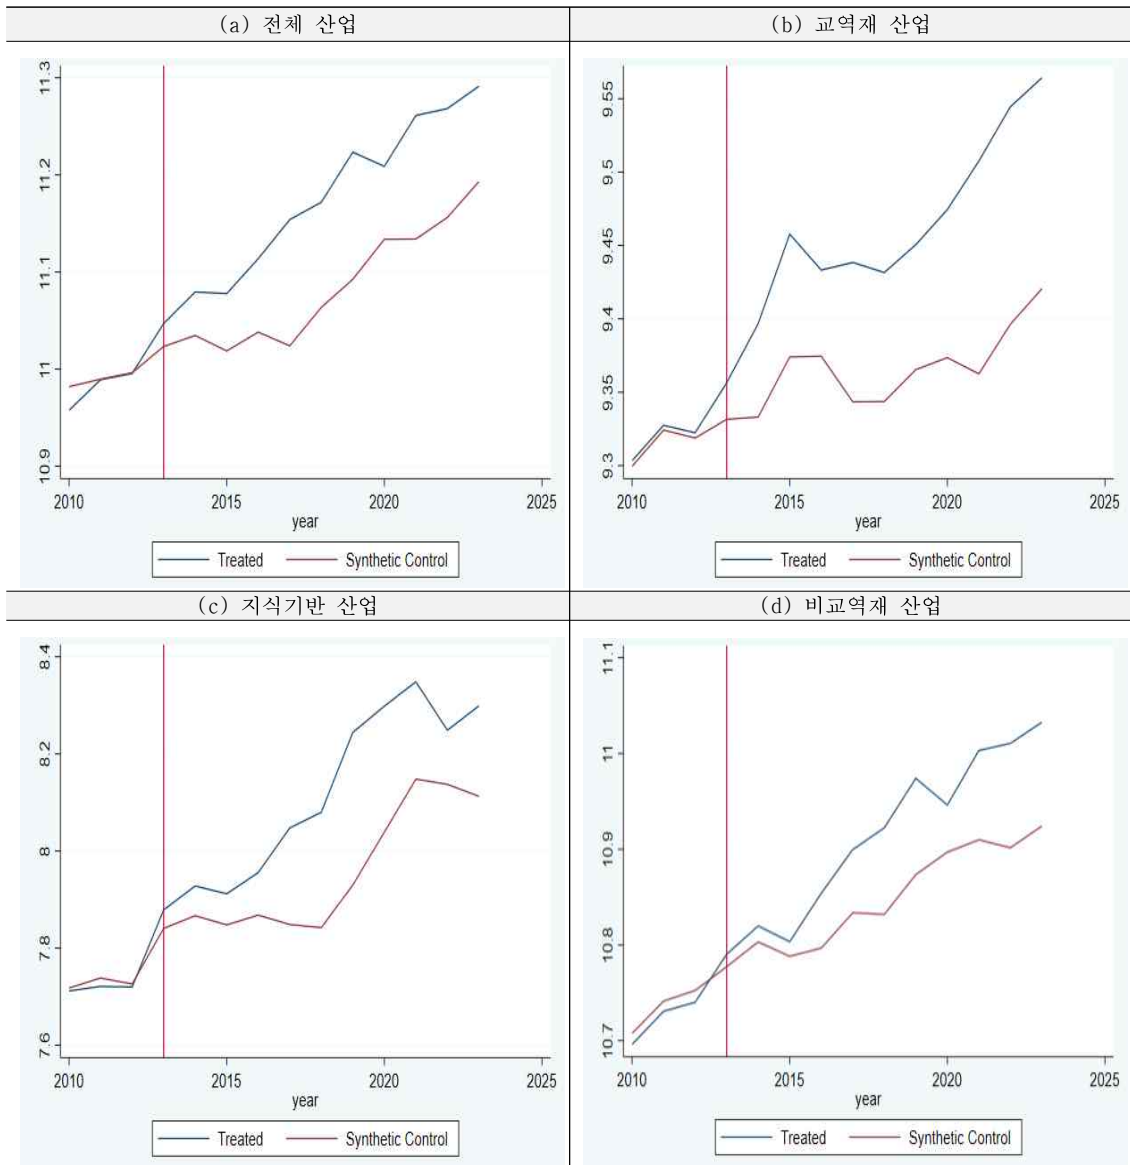 (a) 전체 산업
(b) 교역재 산업
11.3
11.2
11.1
11
10.9
2010 2015 2020 2025
year
Treated Synthetic Control
9.55
9.5
9.45
9.4
9.35
9.3
2010 2015 2020 2025
year
Treated Synthetic Control
(c) 지식기반 산업
(d) 비교역재 산업
8.4
8.2
8
7.8
7.6
2010 2015 2020 2025
year
Treated Synthetic Control
11.1
11
10.9
10.8
10.7
2010 2015 2020 2025
year
Treated Synthetic Control